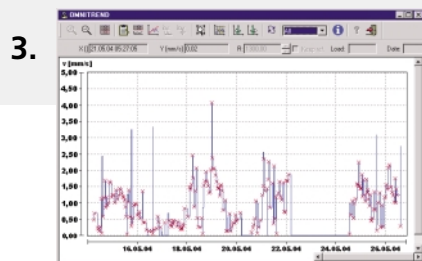 3.
OMNITREND
X () 21.05.04 05:27:05 Y (mm/s) 0,02 R Load: Date:
All
v [mm/s]
5,00
4,50
4,00
3,50
3,00
2,50
2,00
1,50
1,00
0,50
0,00
16.05.04 18.05.04 20.05.04 22.05.04 24.05.04 26.05.04